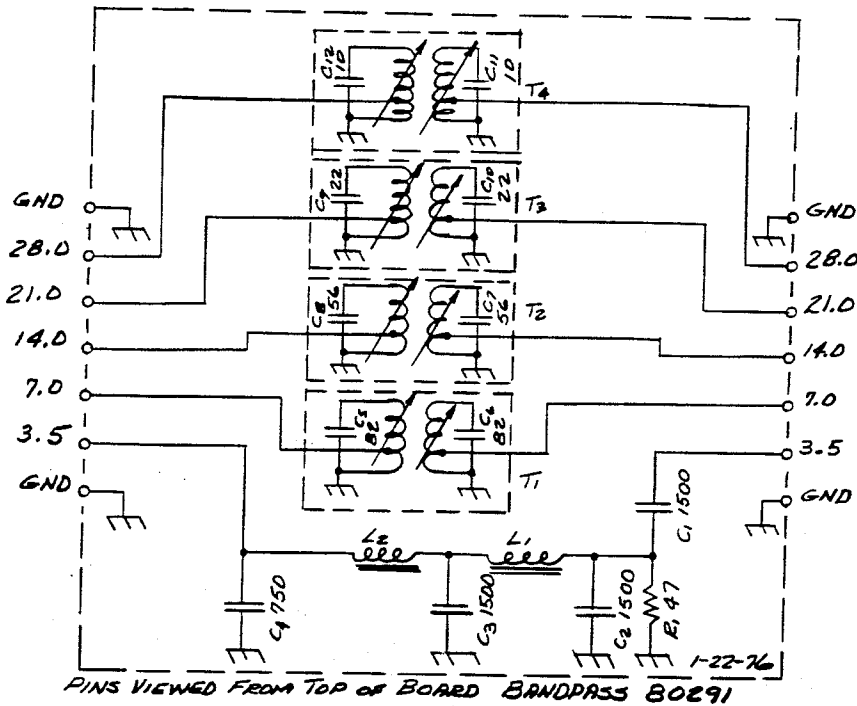 C12 10
C11 10
T4
GND
28.0
21.0
14.0
7.0
3.5
GND
C9 22
C10 22
T3
C8 56
C7 56
T2
C5 82
C6 82
T1
GND
28.0
21.0
14.0
7.0
3.5
GND
C1 1500
L2
L1
C4 750
C3 1500
C2 1500
R1 47
1-22-76
PINS VIEWED FROM TOP OF BOARD BANDPASS 80291